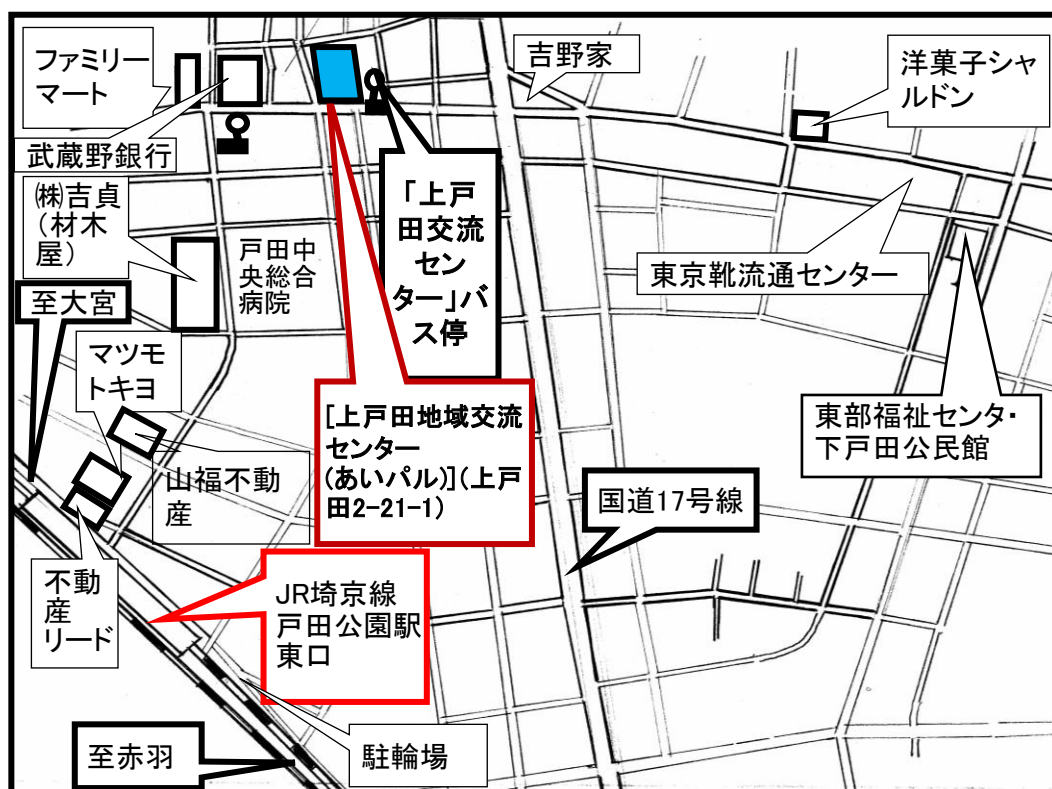 ファミリー
マート
武蔵野銀行
㈱吉貞
(材木
屋)
至大宮
マツモ
トキヨ
戸田中
央総合
病院
「上戸
田交流
セン
ター」バ
ス停
吉野家
洋菓子シャ
ルドン
東京靴流通センター
東部福祉センタ・
下戸田公民館
[上戸田地域交流
センター
(あいパル)](上戸
田2-21-1)
国道17号線
山福不動
産
不動
産
リード
JR埼京線
戸田公園駅
東口
至赤羽
駐輪場